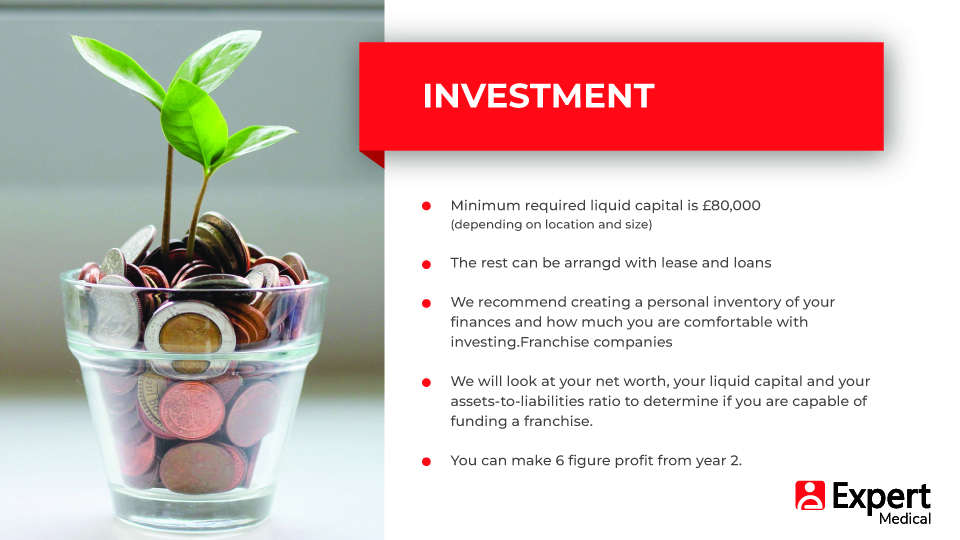 INVESTMENT
Minimum required liquid capital is £80,000
(depending on location and size)
The rest can be arrangd with lease and loans
We recommend creating a personal inventory of your
finances and how much you are comfortable with
investing.Franchise companies
We will look at your net worth, your liquid capital and your
assets-to-liabilities ratio to determine if you are capable of
funding a franchise.
You can make 6 figure profit from year 2.
Expert
Medical